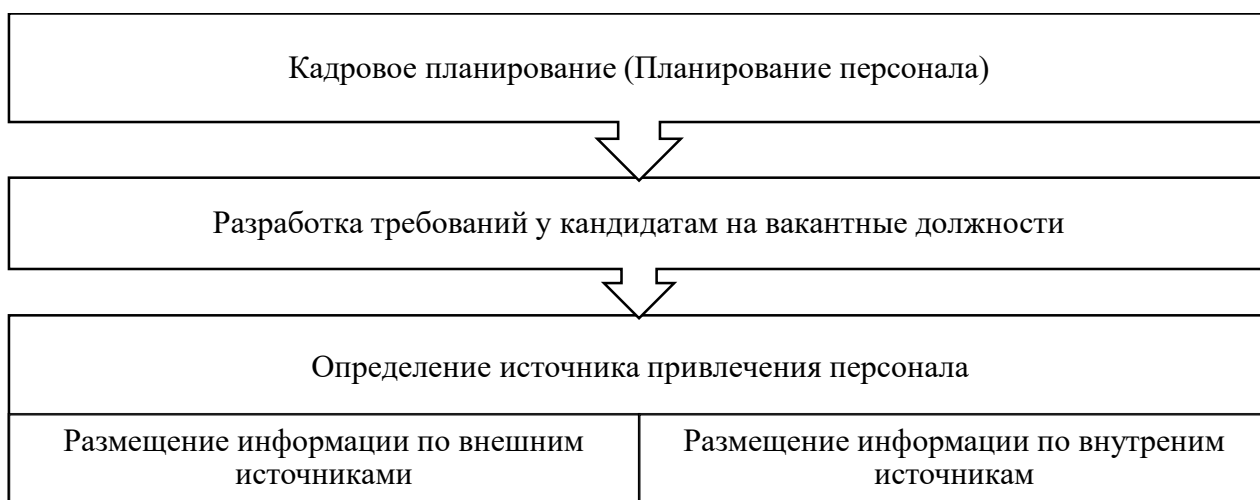 Кадровое планирование (Планирование персонала)
Разработка требований у кандидатам на вакантные должности
Определение источника привлечения персонала
Размещение информации по внешним
источниками
Размещение информации по внутреним
источникам